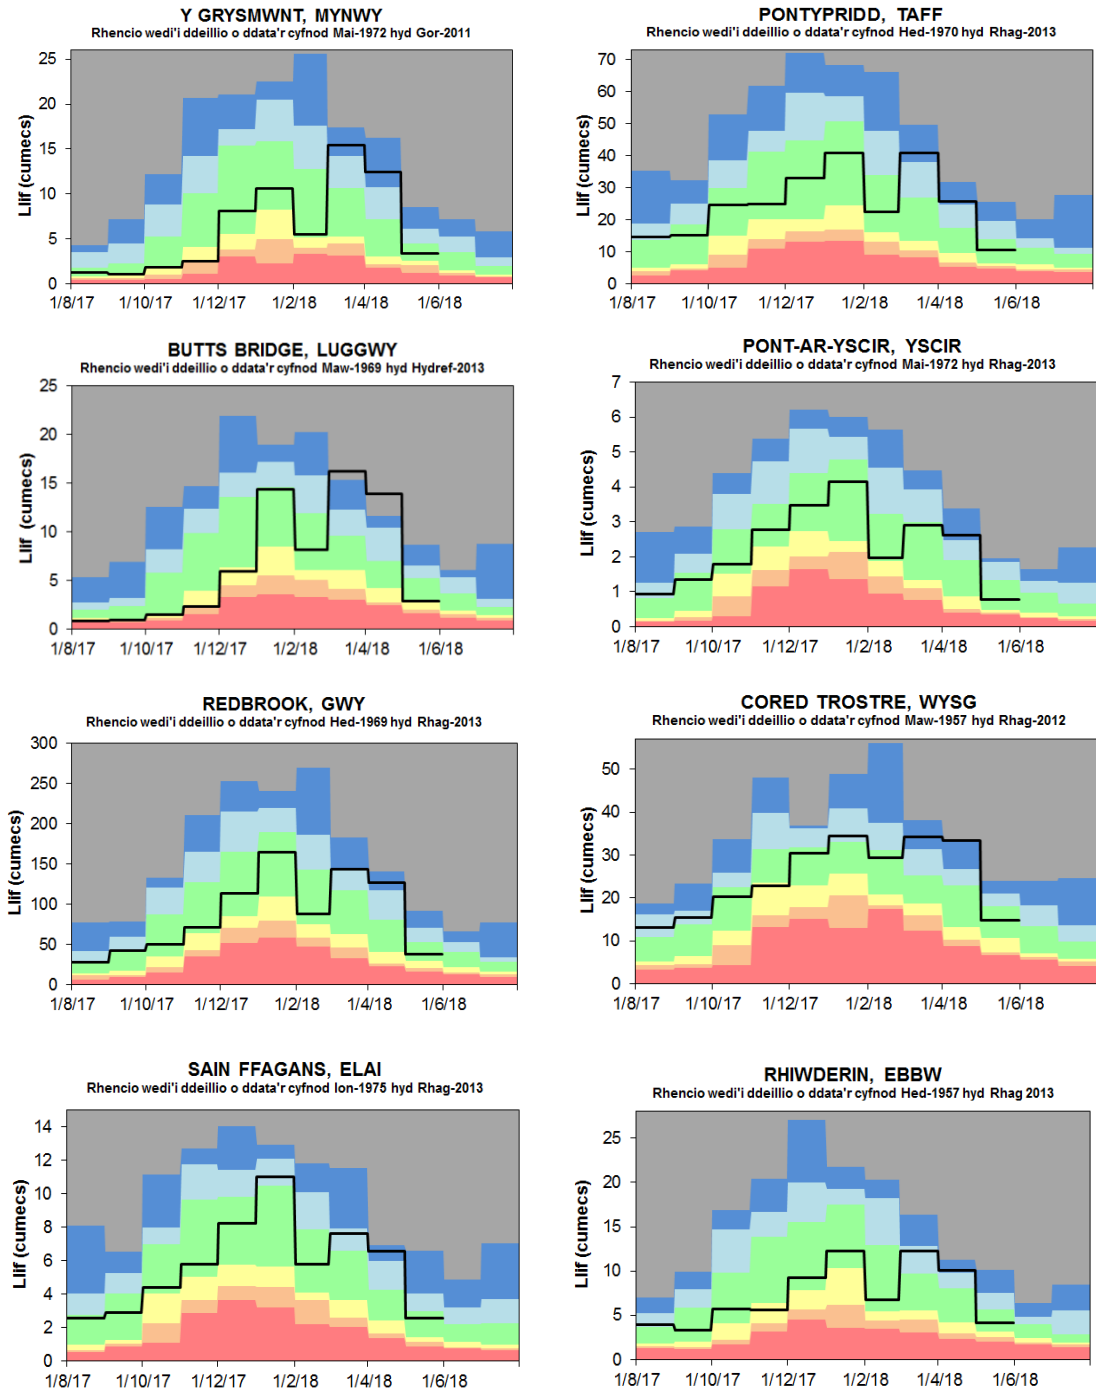 Y GRYSMWNT, MYNWY
Rhencio wedi'i ddeillio o ddata'r cyfnod Mai-1972 hyd Gor-2011
Llif (cumecs)
25
20
15
10
5
0
1/8/17 1/10/17 1/12/17 1/2/18 1/4/18 1/6/18
PONTYPRIDD, TAFF
Rhencio wedi'i ddeillio o ddata'r cyfnod Hed-1970 hyd Rhag-2013
Llif (cumecs)
70
60
50
40
30
20
10
0
1/8/17 1/10/17 1/12/17 1/2/18 1/4/18 1/6/18
BUTTS BRIDGE, LUGGWY
Rhencio wedi'i ddeillio o ddata'r cyfnod Maw-1969 hyd Hydref-2013
Llif (cumecs)
25
20
15
10
5
0
1/8/17 1/10/17 1/12/17 1/2/18 1/4/18 1/6/18
PONT-AR-YSCIR, YSCIR
Rhencio wedi'i ddeillio o ddata'r cyfnod Mai-1972 hyd Rhag-2013
Llif (cumecs)
7
6
5
4
3
2
1
0
1/8/17 1/10/17 1/12/17 1/2/18 1/4/18 1/6/18
REDBROOK, GWY
Rhencio wedi'i ddeillio o ddata'r cyfnod Hed-1969 hyd Rhag-2013
Llif (cumecs)
300
250
200
150
100
50
0
1/8/17 1/10/17 1/12/17 1/2/18 1/4/18 1/6/18
CORED TROSTRE, WYSG
Rhencio wedi'i ddeillio o ddata'r cyfnod Maw-1957 hyd Rhag-2012
Llif (cumecs)
50
40
30
20
10
0
1/8/17 1/10/17 1/12/17 1/2/18 1/4/18 1/6/18
SAIN FFAGANS, ELAI
Rhencio wedi'i ddeillio o ddata'r cyfnod Ion-1975 hyd Rhag-2013
Llif (cumecs)
14
12
10
8
6
4
2
0
1/8/17 1/10/17 1/12/17 1/2/18 1/4/18 1/6/18
RHIWDERIN, EBBW
Rhencio wedi'i ddeillio o ddata'r cyfnod Hed-1957 hyd Rhag 2013
Llif (cumecs)
25
20
15
10
5
0
1/8/17 1/10/17 1/12/17 1/2/18 1/4/18 1/6/18